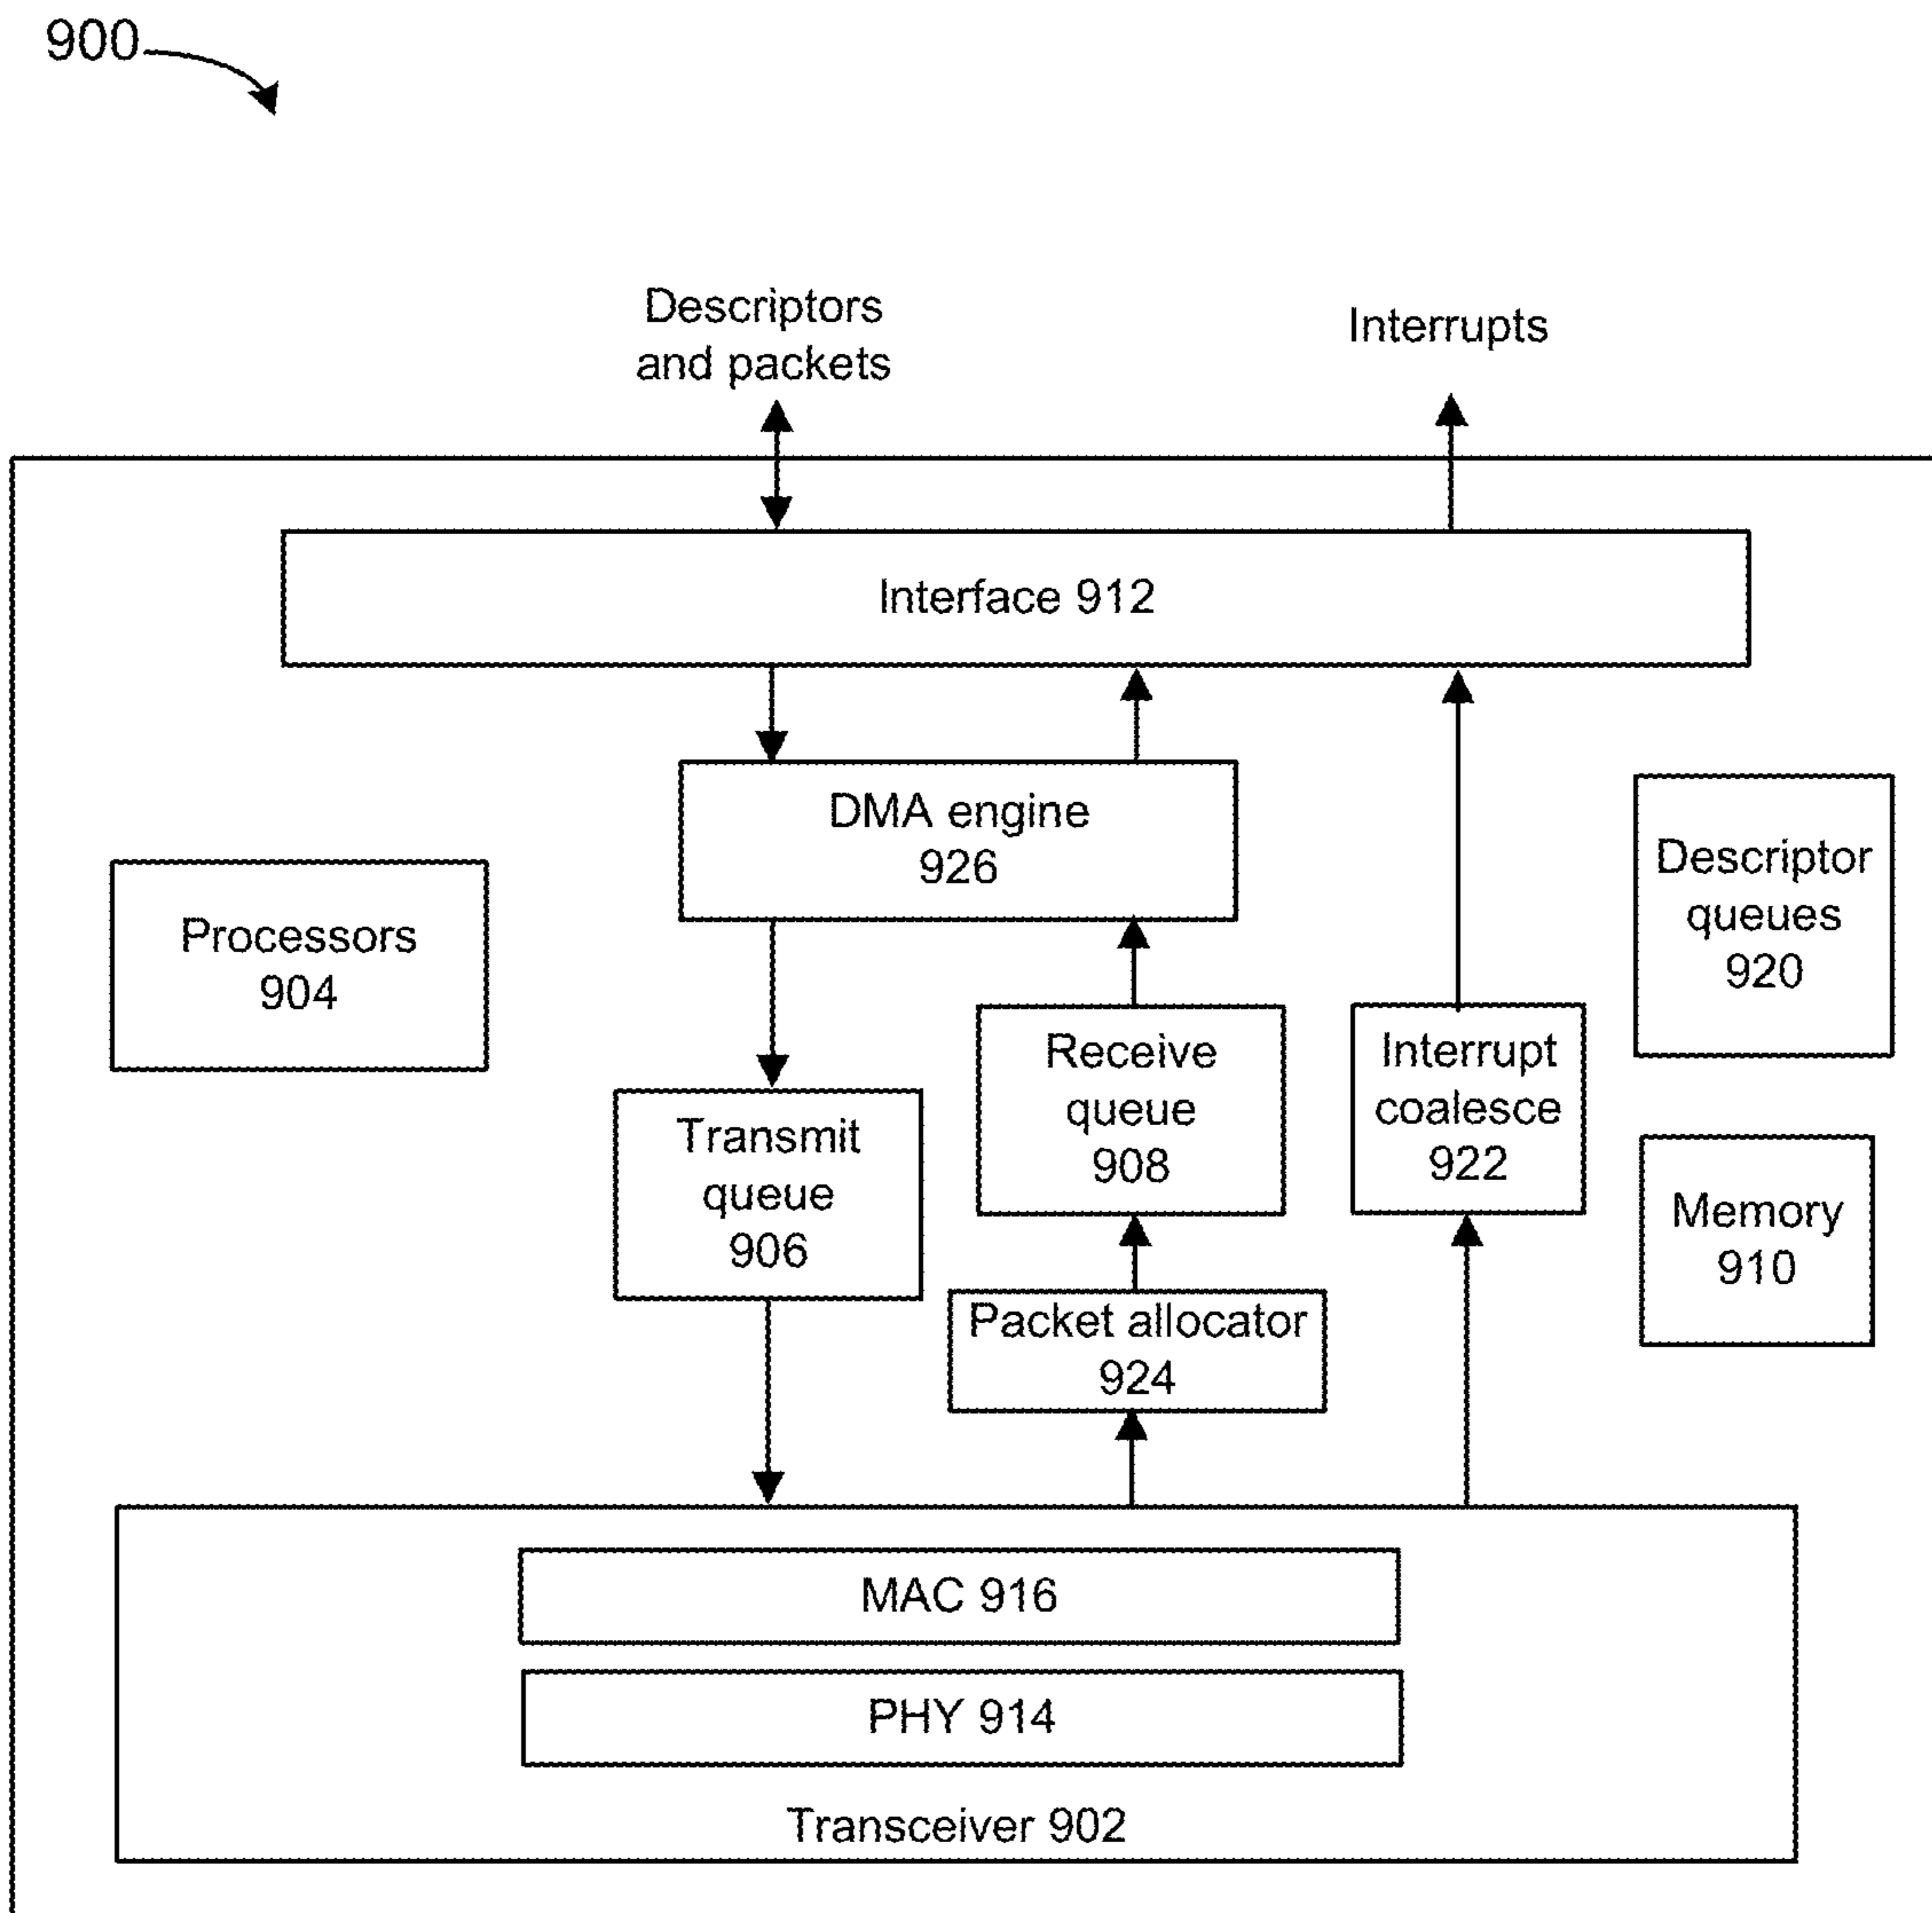 900
Descriptors
and packets
Interrupts
Interface 912
DMA engine
926
Processors
904
Descriptor
queues
920
Transmit
queue
906
Receive
queue
908
Interrupt
coalesce
922
Memory
910
Packet allocator
924
MAC 916
PHY 914
Transceiver 902